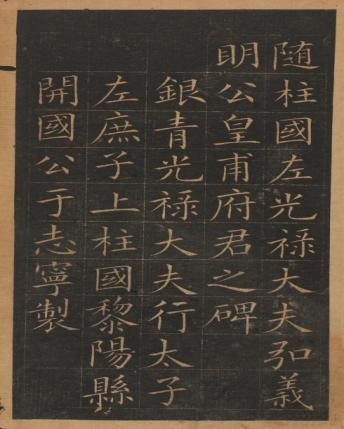 随柱國左光祿大夫弘義
明公皇甫府君之碑
銀青光祿大夫行太子
左庶子上柱國黎陽縣
開國公于志寧製